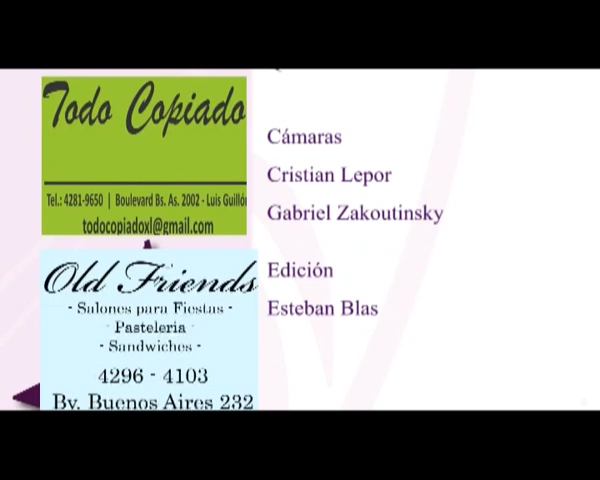 Todo Copiado
Tel.: 4281-9650 | Boulevard Bs. As. 2002 - Luis Guillón
todocopiadoxl@gmail.com
Old Friends
- Salones para Fiestas -
- Pasteleria -
- Sandwiches -
4296 - 4103
Bv. Buenos Aires 232
Cámaras
Cristian Lepor
Gabriel Zakoutinsky
Edición
Esteban Blas